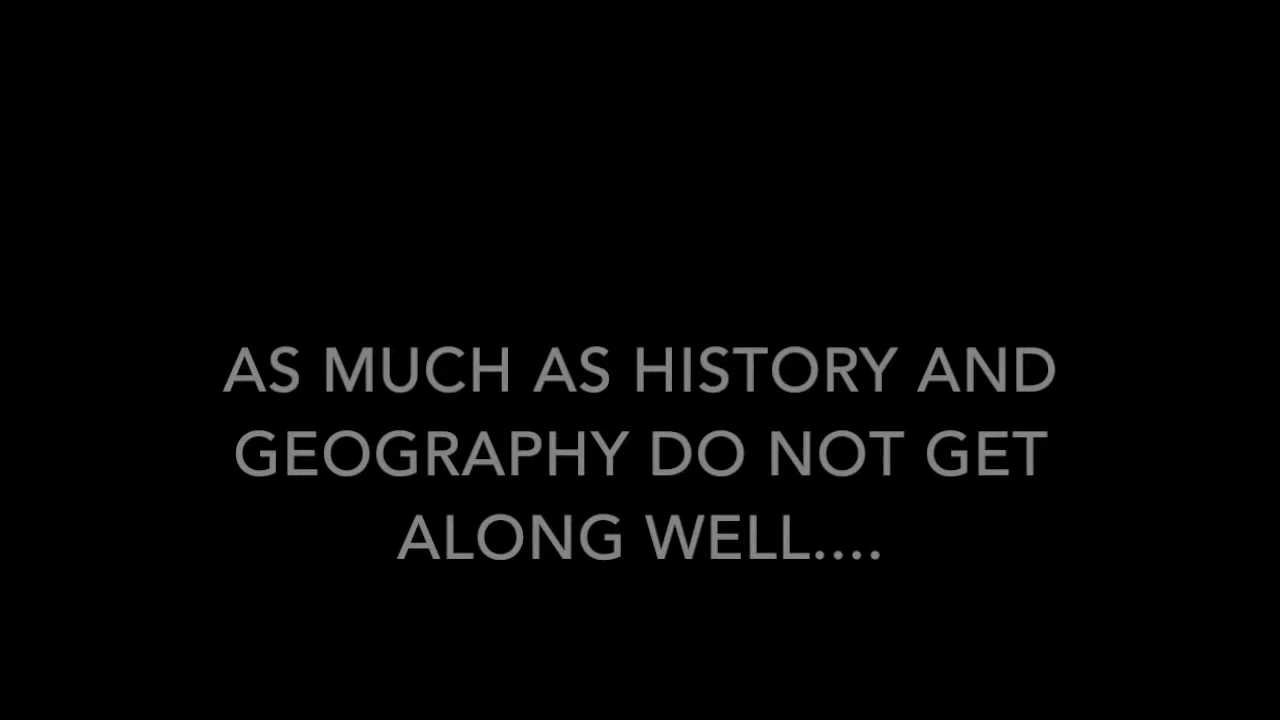 AS MUCH AS HISTORY AND
GEOGRAPHY DO NOT GET
ALONG WELL....